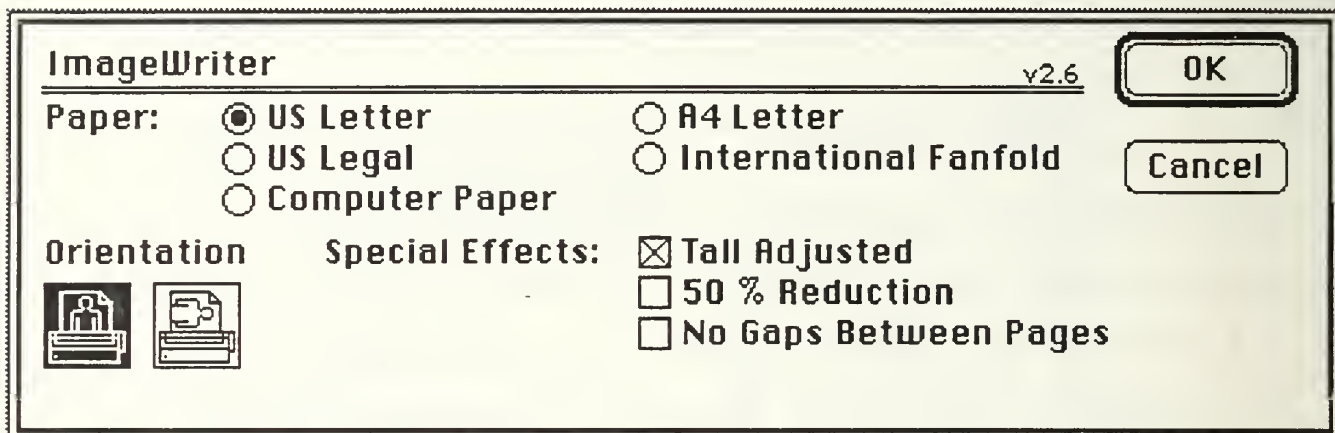 ImageWriter v2.6 OK
Paper: US Letter A4 Letter
US Legal International Fanfold Cancel
Computer Paper
Orientation Special Effects: Tall Adjusted
50 % Reduction
No Gaps Between Pages